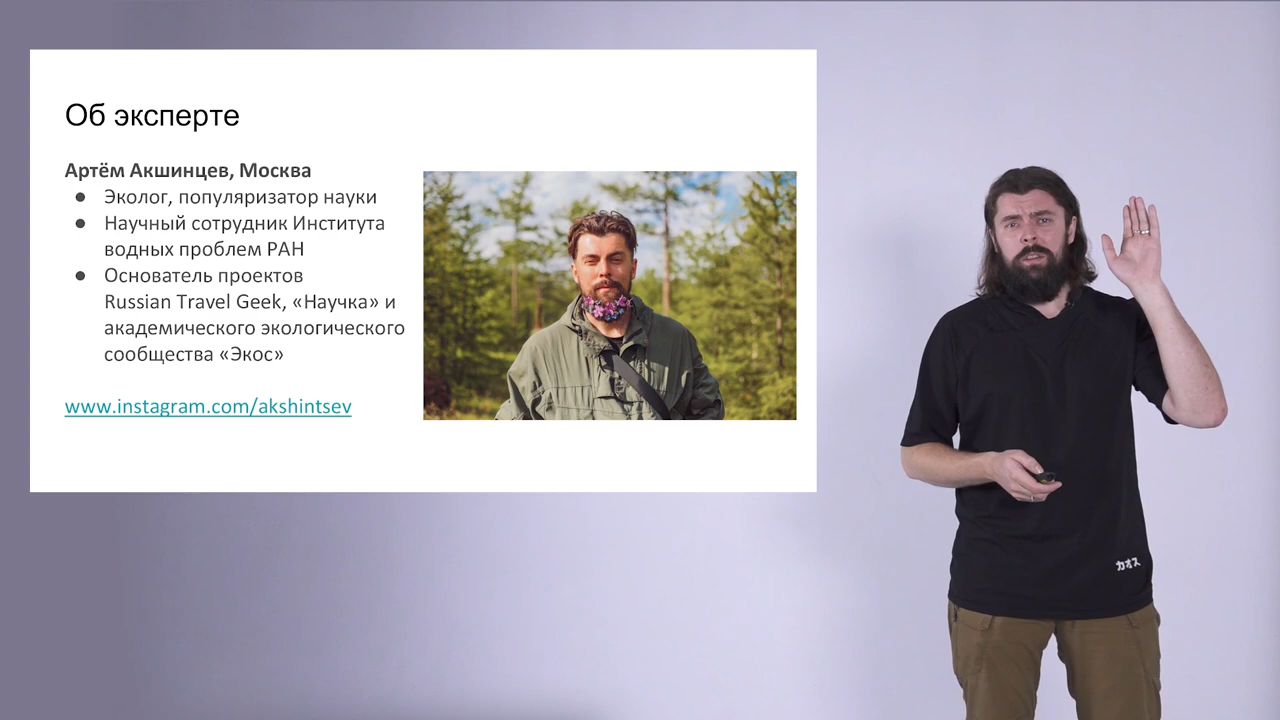 Об эксперте
Артём Акшинцев, Москва
● Эколог, популяризатор науки
● Научный сотрудник Института
водных проблем РАН
● Основатель проектов
Russian Travel Geek, «Научка» и
академического экологического
сообщества «Экос»
www.instagram.com/akshintsev
カオス